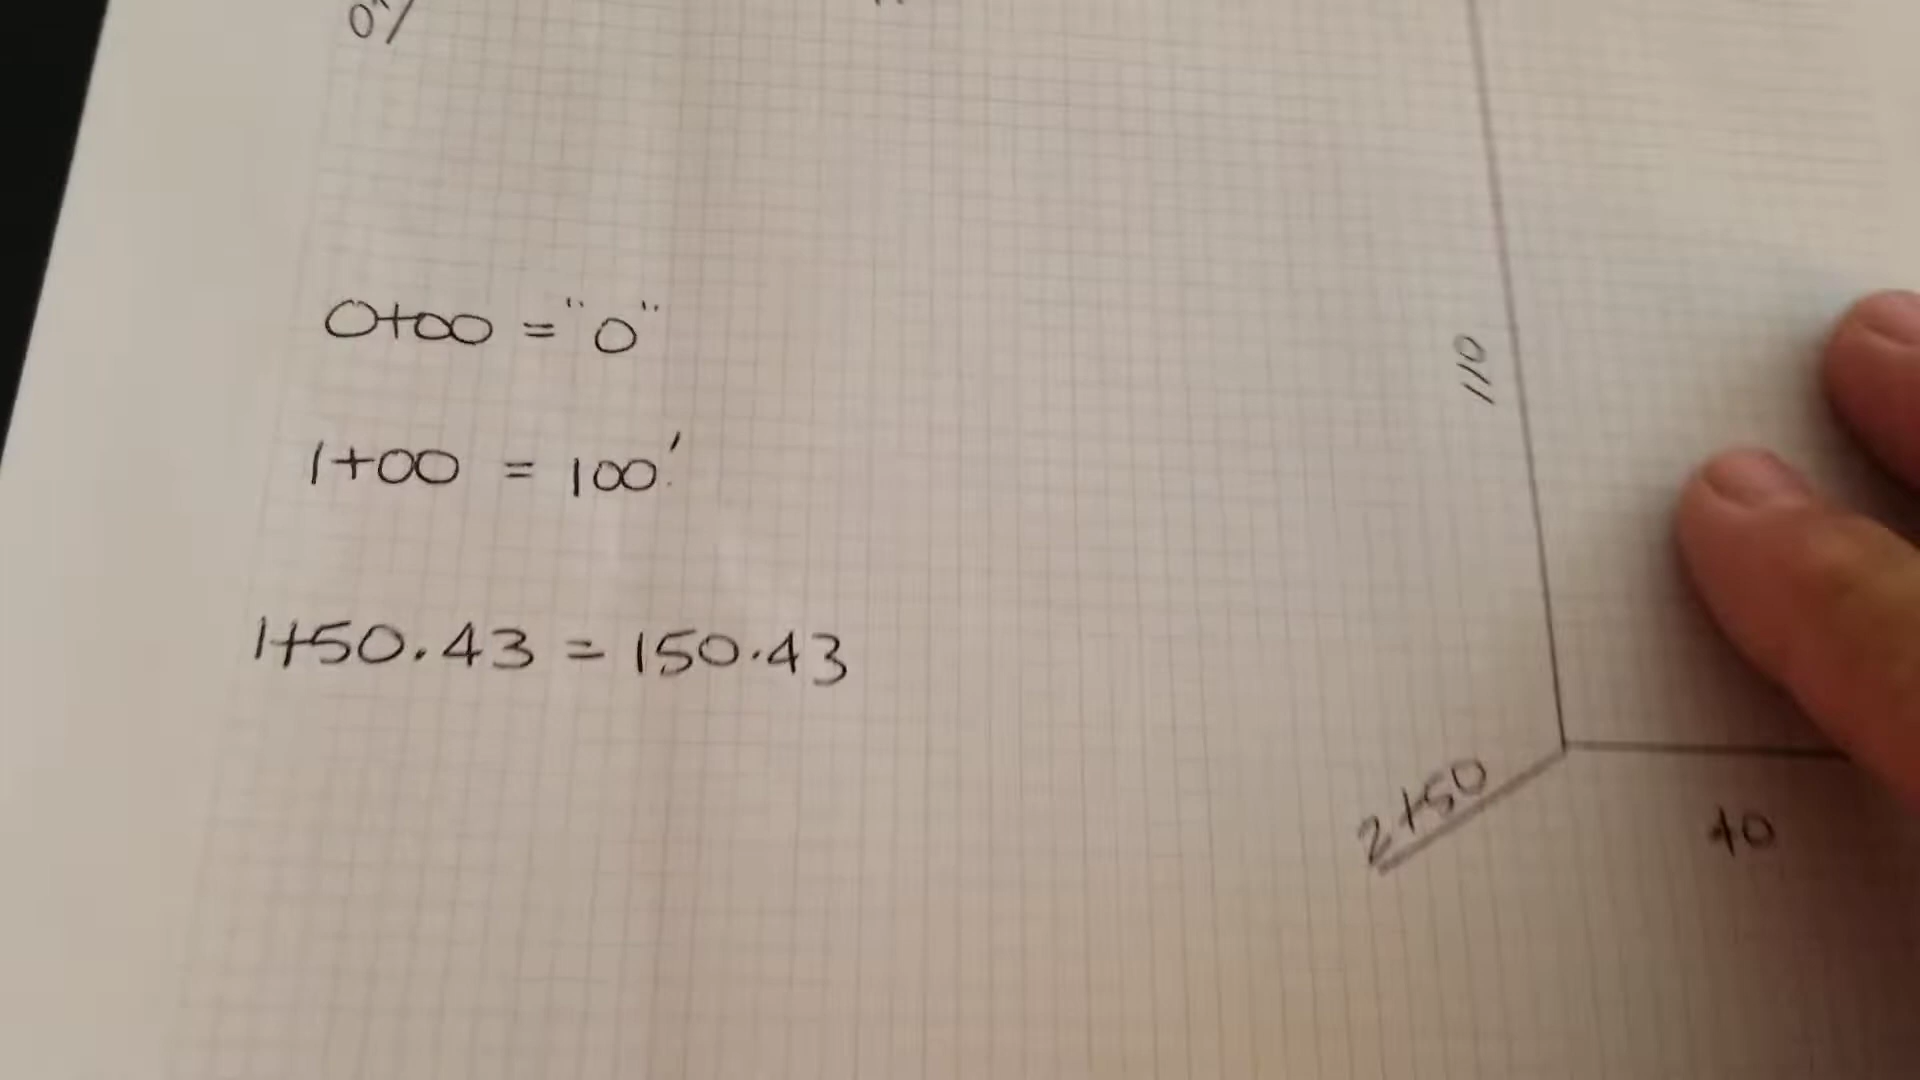 0+00 = "0"
1+00 = 100'
1+50.43 = 150.43
110
2+50
40